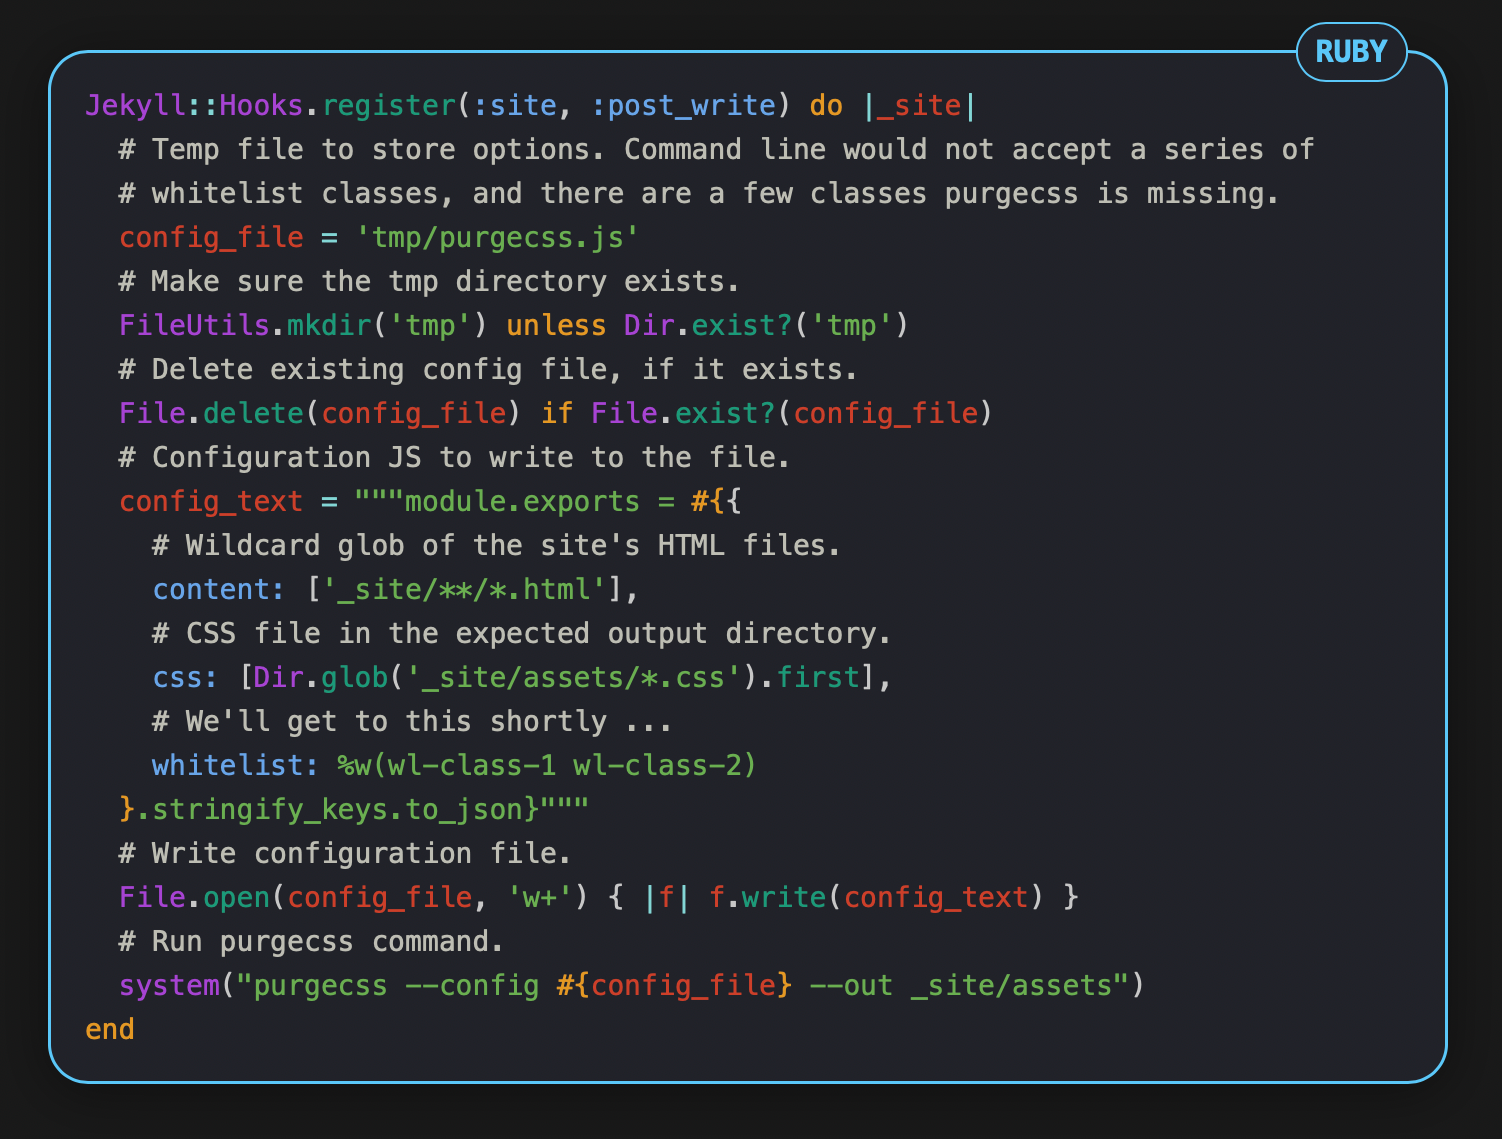 RUBY
Jekyll::Hooks.register(:site, :post_write) do |_site|
  # Temp file to store options. Command line would not accept a series of
  # whitelist classes, and there are a few classes purgecss is missing.
  config_file = 'tmp/purgecss.js'
  # Make sure the tmp directory exists.
  FileUtils.mkdir('tmp') unless Dir.exist?('tmp')
  # Delete existing config file, if it exists.
  File.delete(config_file) if File.exist?(config_file)
  # Configuration JS to write to the file.
  config_text = """module.exports = #{{
    # Wildcard glob of the site's HTML files.
    content: ['_site/**/*.html'],
    # CSS file in the expected output directory.
    css: [Dir.glob('_site/assets/*.css').first],
    # We'll get to this shortly ...
    whitelist: %w(wl-class-1 wl-class-2)
  }.stringify_keys.to_json}"""
  # Write configuration file.
  File.open(config_file, 'w+') { |f| f.write(config_text) }
  # Run purgecss command.
  system("purgecss --config #{config_file} --out _site/assets")
end